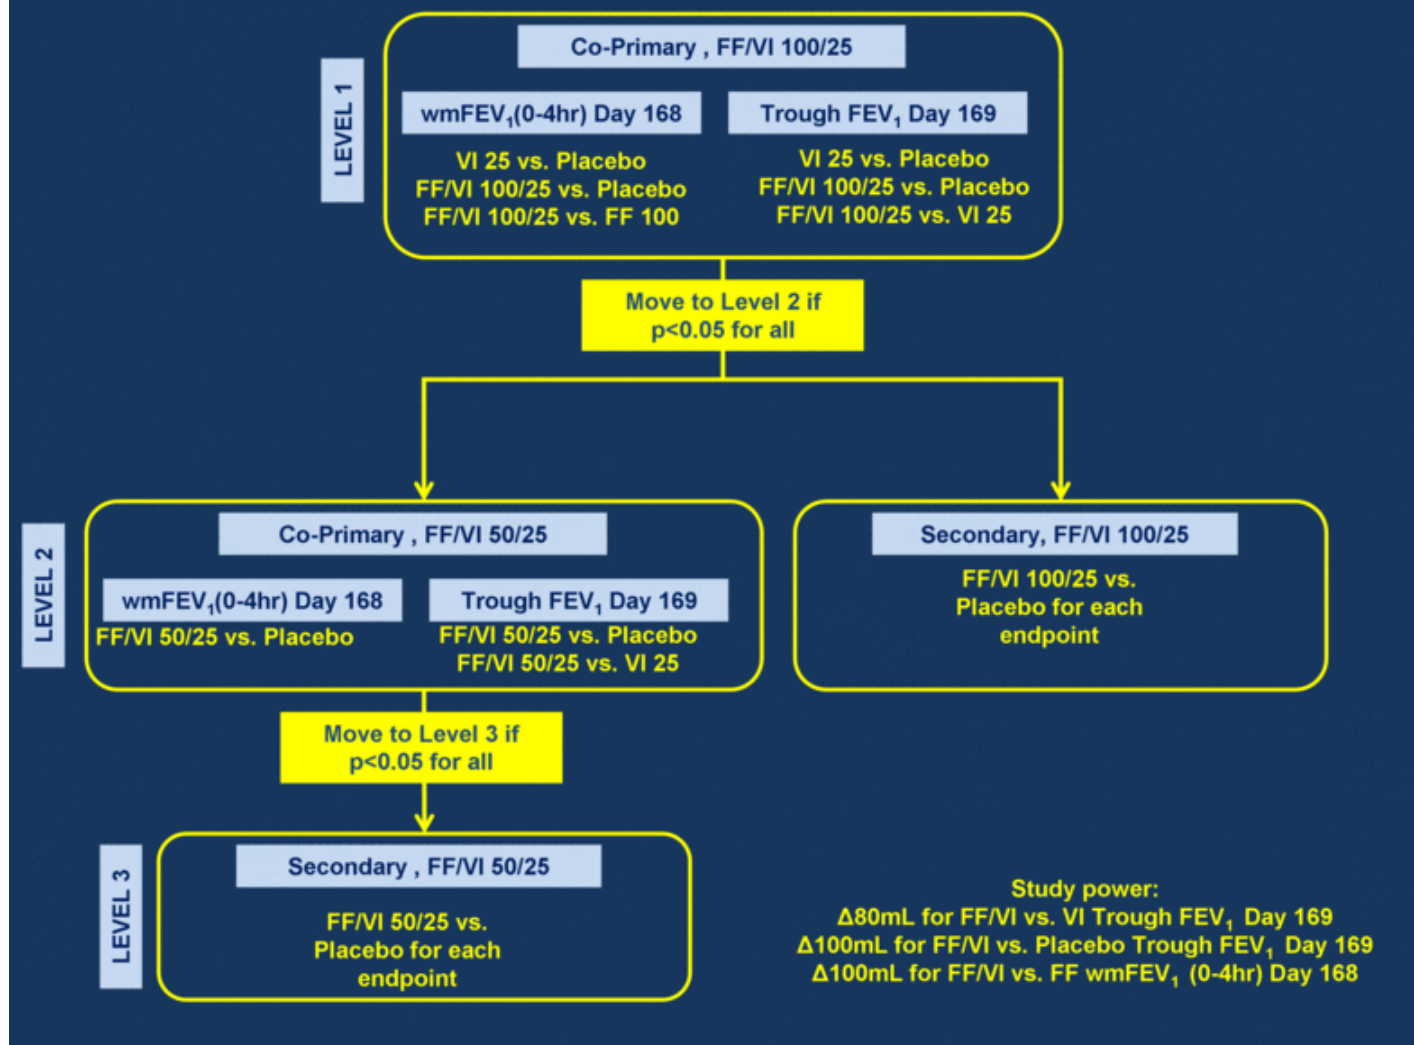 LEVEL 1
Co-Primary , FF/VI 100/25
wmFEV₁(0-4hr) Day 168
VI 25 vs. Placebo
FF/VI 100/25 vs. Placebo
FF/VI 100/25 vs. FF 100
Trough FEV₁ Day 169
VI 25 vs. Placebo
FF/VI 100/25 vs. Placebo
FF/VI 100/25 vs. VI 25
Move to Level 2 if
p<0.05 for all
LEVEL 2
Co-Primary , FF/VI 50/25
wmFEV₁(0-4hr) Day 168
FF/VI 50/25 vs. Placebo
Trough FEV₁ Day 169
FF/VI 50/25 vs. Placebo
FF/VI 50/25 vs. VI 25
Secondary, FF/VI 100/25
FF/VI 100/25 vs.
Placebo for each
endpoint
Move to Level 3 if
p<0.05 for all
LEVEL 3
Secondary , FF/VI 50/25
FF/VI 50/25 vs.
Placebo for each
endpoint
Study power:
Δ80mL for FF/VI vs. VI Trough FEV₁ Day 169
Δ100mL for FF/VI vs. Placebo Trough FEV₁ Day 169
Δ100mL for FF/VI vs. FF wmFEV₁ (0-4hr) Day 168